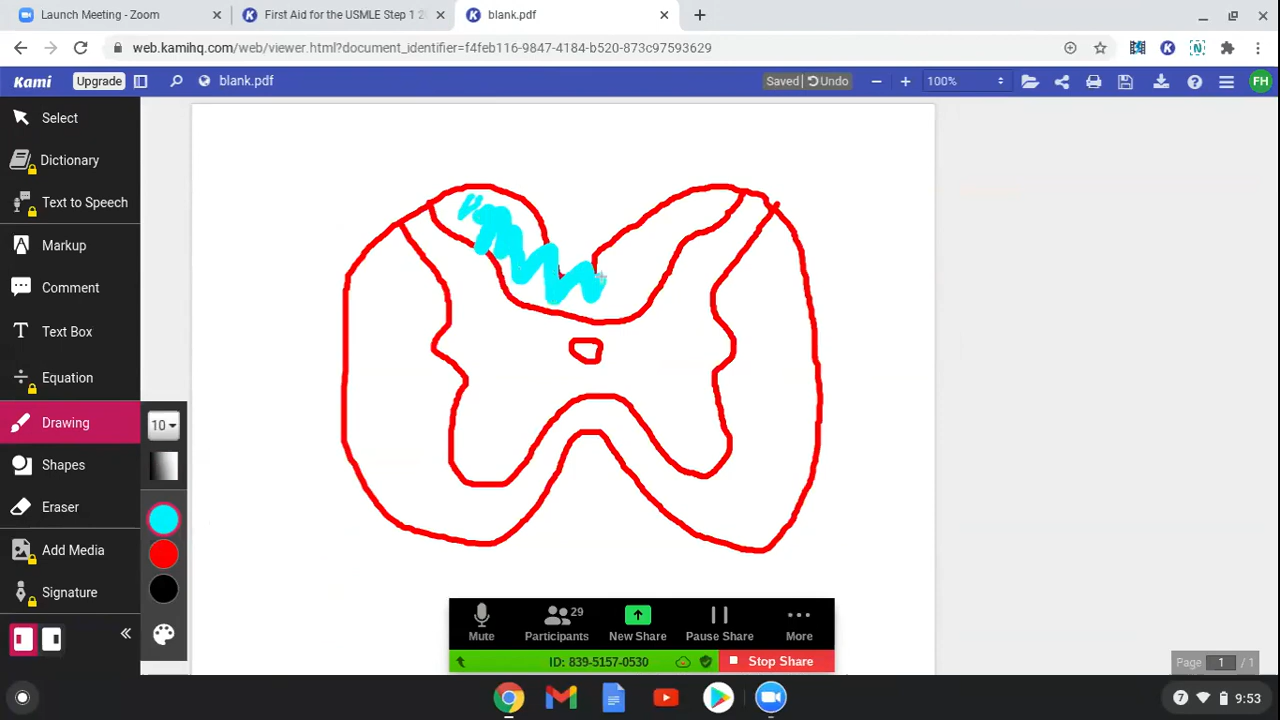 Launch Meeting - Zoom
First Aid for the USMLE Step 1 2
blank.pdf
web.kamihq.com/web/viewer.html?document_identifier=f4feb116-9847-4184-b520-873c97593629
Kami Upgrade blank.pdf Saved Undo 100% FH
Select
Dictionary
Text to Speech
Markup
Comment
Text Box
Equation
Drawing
10
Shapes
Eraser
Add Media
Signature
29
Mute Participants New Share Pause Share More
ID: 839-5157-0530 Stop Share
Page 1 / 1
7 9:53